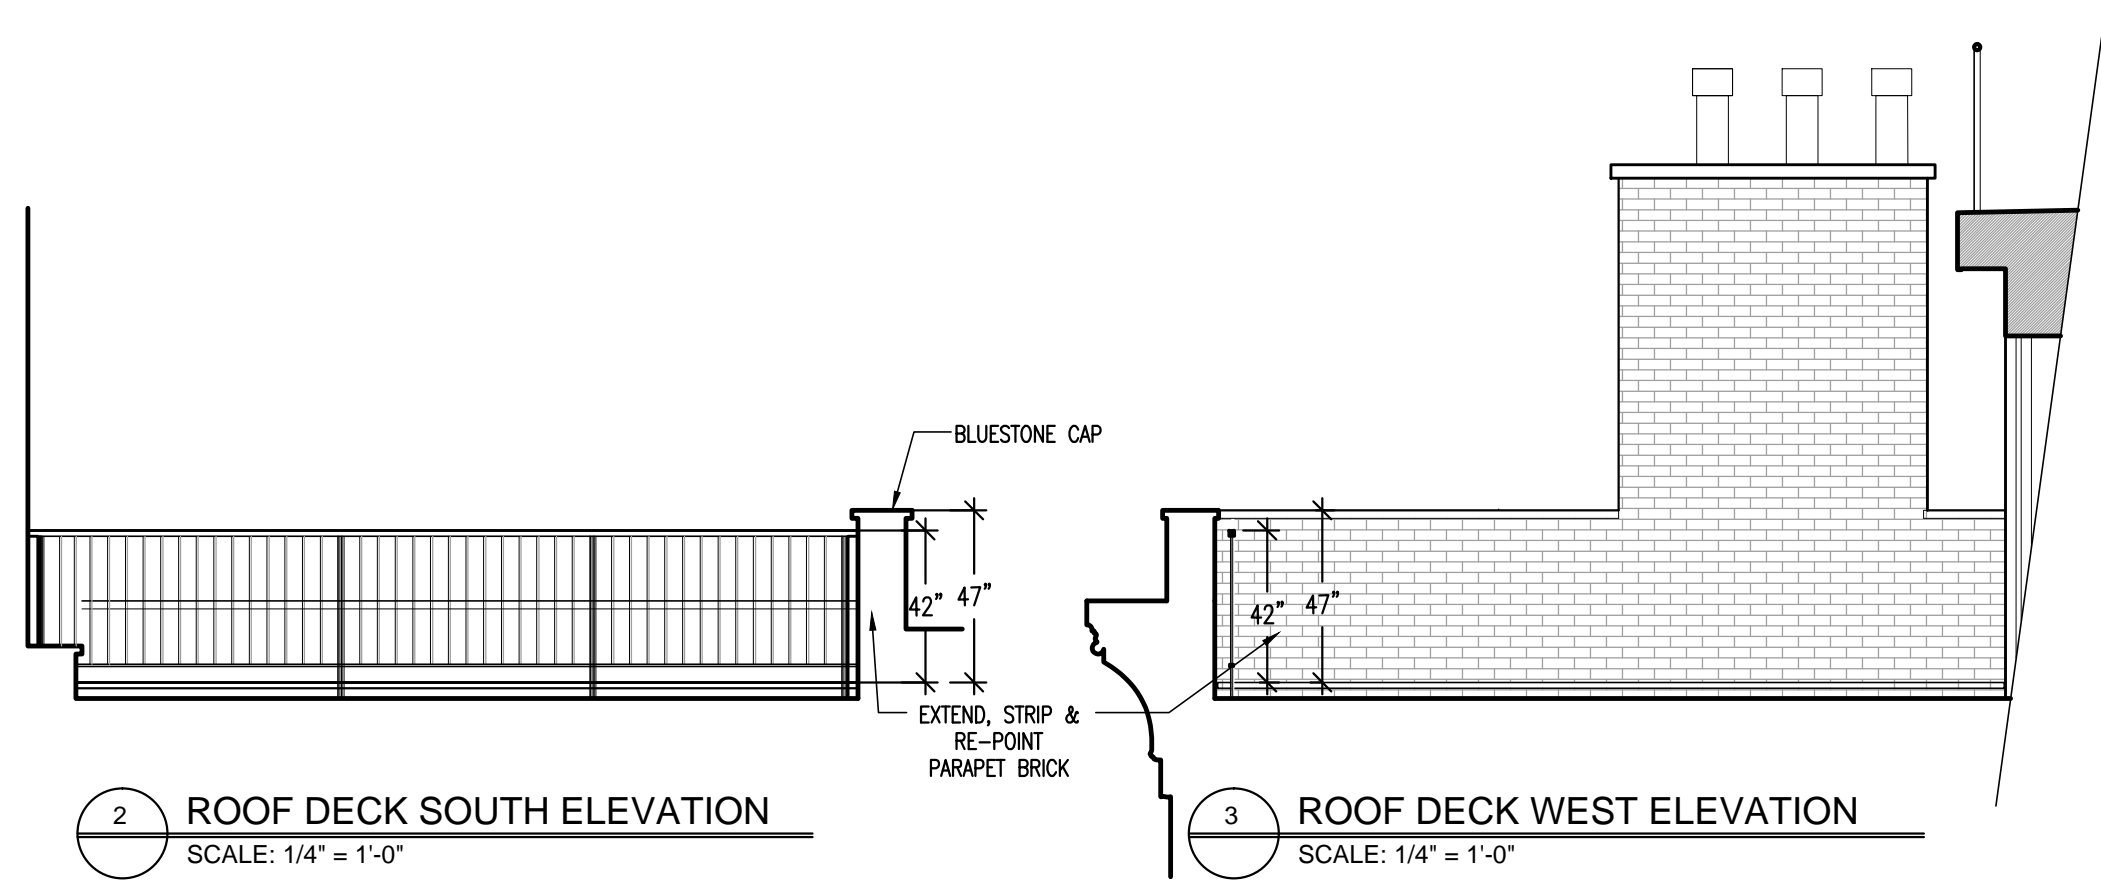 BLUESTONE CAP
42" 47"
42" 47"
EXTEND, STRIP &
RE-POINT
PARAPET BRICK
2
ROOF DECK SOUTH ELEVATION
SCALE: 1/4" = 1'-0"
3
ROOF DECK WEST ELEVATION
SCALE: 1/4" = 1'-0"